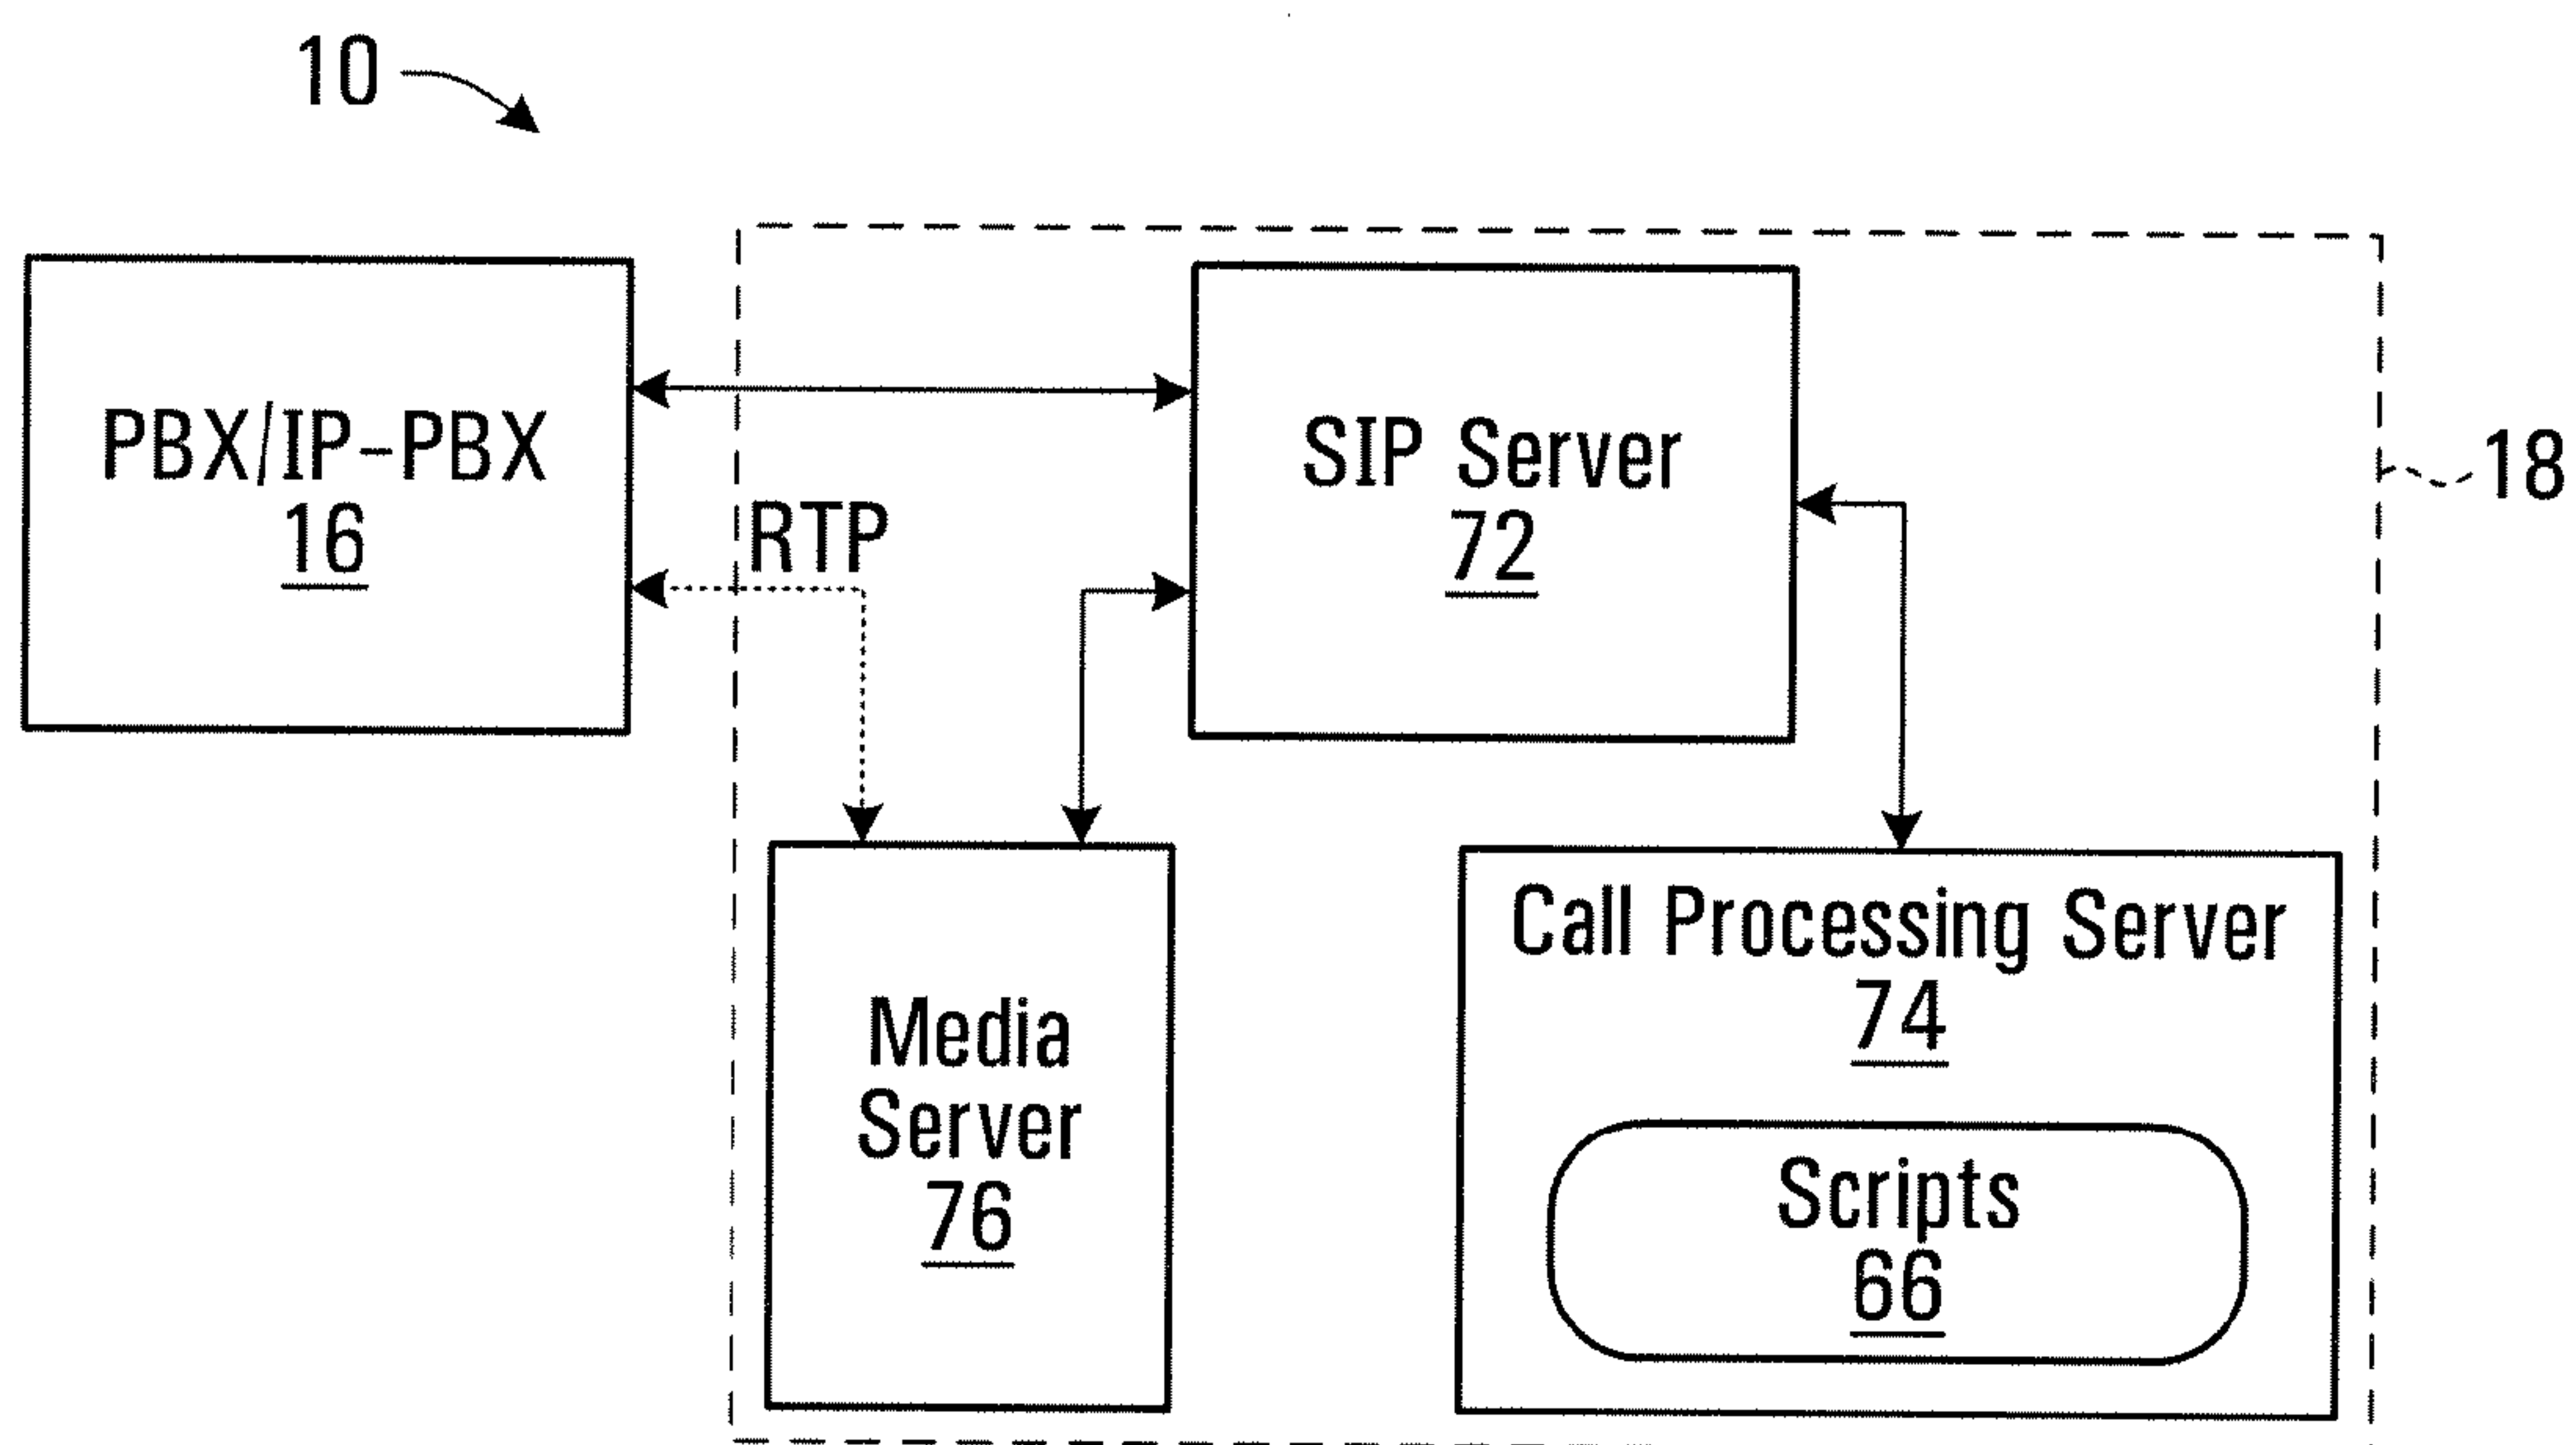 10
PBX/IP-PBX
16
RTP
SIP Server
72
18
Media
Server
76
Call Processing Server
74
Scripts
66